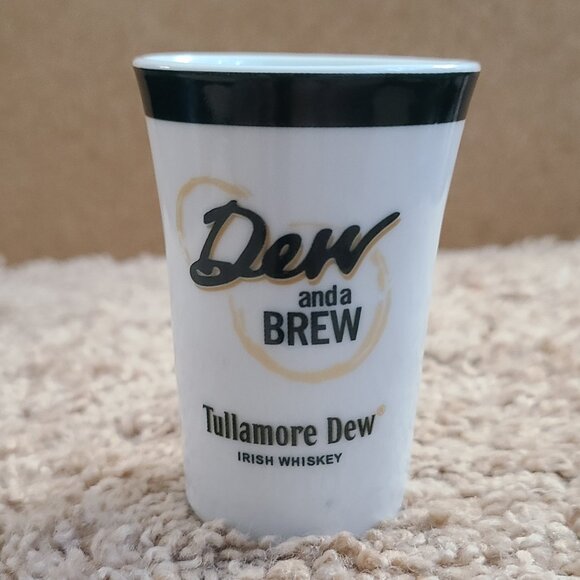 Dew
and a
BREW
Tullamore Dew®
IRISH WHISKEY